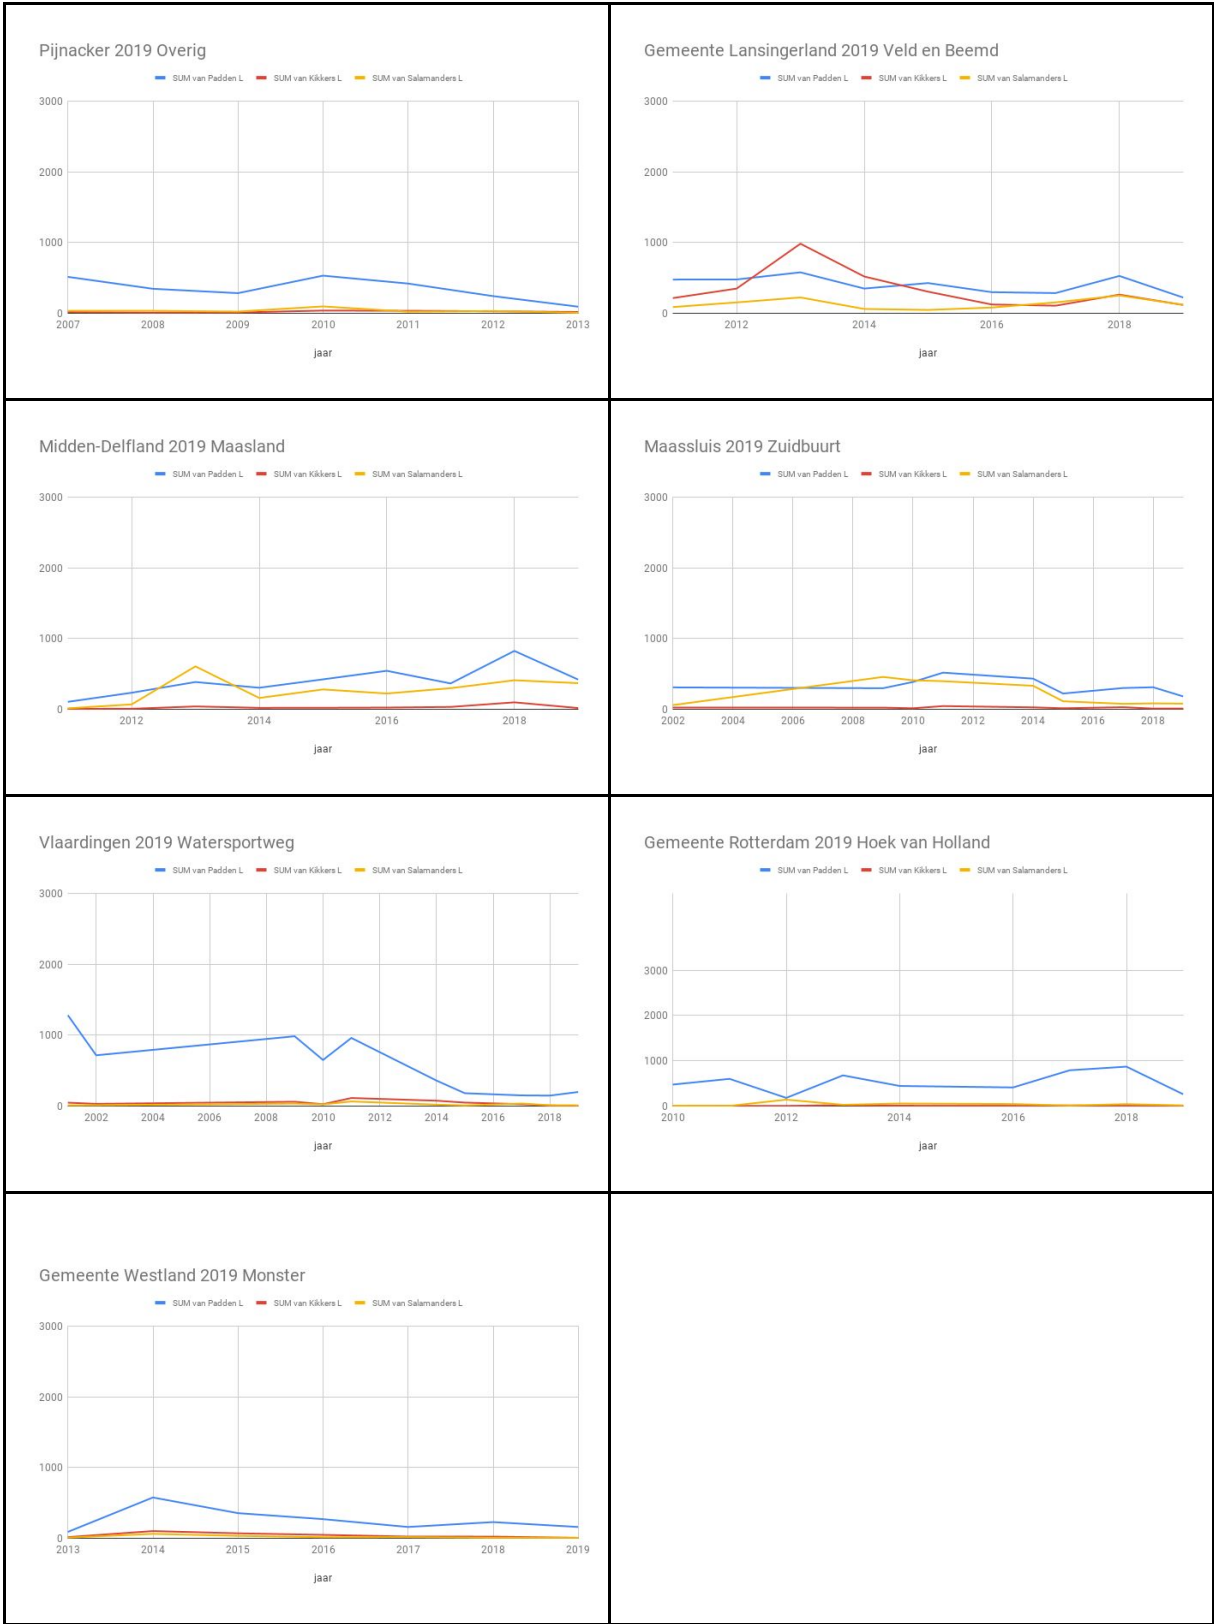 Pijnacker 2019 Overig
SUM van Padden L SUM van Kikkers L SUM van Salamanders L
3000
2000
1000
0
2007 2008 2009 2010 2011 2012 2013
jaar
Gemeente Lansingerland 2019 Veld en Beemd
SUM van Padden L SUM van Kikkers L SUM van Salamanders L
3000
2000
1000
0
2012 2014 2016 2018
jaar
Midden-Delfland 2019 Maasland
SUM van Padden L SUM van Kikkers L SUM van Salamanders L
3000
2000
1000
0
2012 2014 2016 2018
jaar
Maassluis 2019 Zuidbuurt
SUM van Padden L SUM van Kikkers L SUM van Salamanders L
3000
2000
1000
0
2002 2004 2006 2008 2010 2012 2014 2016 2018
jaar
Vlaardingen 2019 Watersportweg
SUM van Padden L SUM van Kikkers L SUM van Salamanders L
3000
2000
1000
0
2002 2004 2006 2008 2010 2012 2014 2016 2018
jaar
Gemeente Rotterdam 2019 Hoek van Holland
SUM van Padden L SUM van Kikkers L SUM van Salamanders L
3000
2000
1000
0
2010 2012 2014 2016 2018
jaar
Gemeente Westland 2019 Monster
SUM van Padden L SUM van Kikkers L SUM van Salamanders L
3000
2000
1000
0
2013 2014 2015 2016 2017 2018 2019
jaar